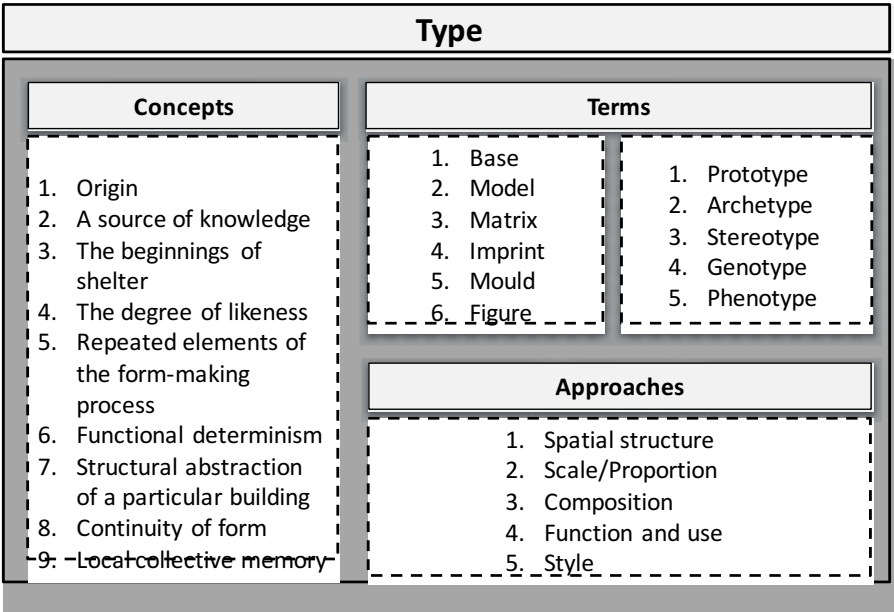 Type
Concepts
1. Origin
2. A source of knowledge
3. The beginnings of
shelter
4. The degree of likeness
5. Repeated elements of
the form-making
process
6. Functional determinism
7. Structural abstraction
of a particular building
8. Continuity of form
9. Local collective memory
Terms
1. Base
2. Model
3. Matrix
4. Imprint
5. Mould
6. Figure
1. Prototype
2. Archetype
3. Stereotype
4. Genotype
5. Phenotype
Approaches
1. Spatial structure
2. Scale/Proportion
3. Composition
4. Function and use
5. Style